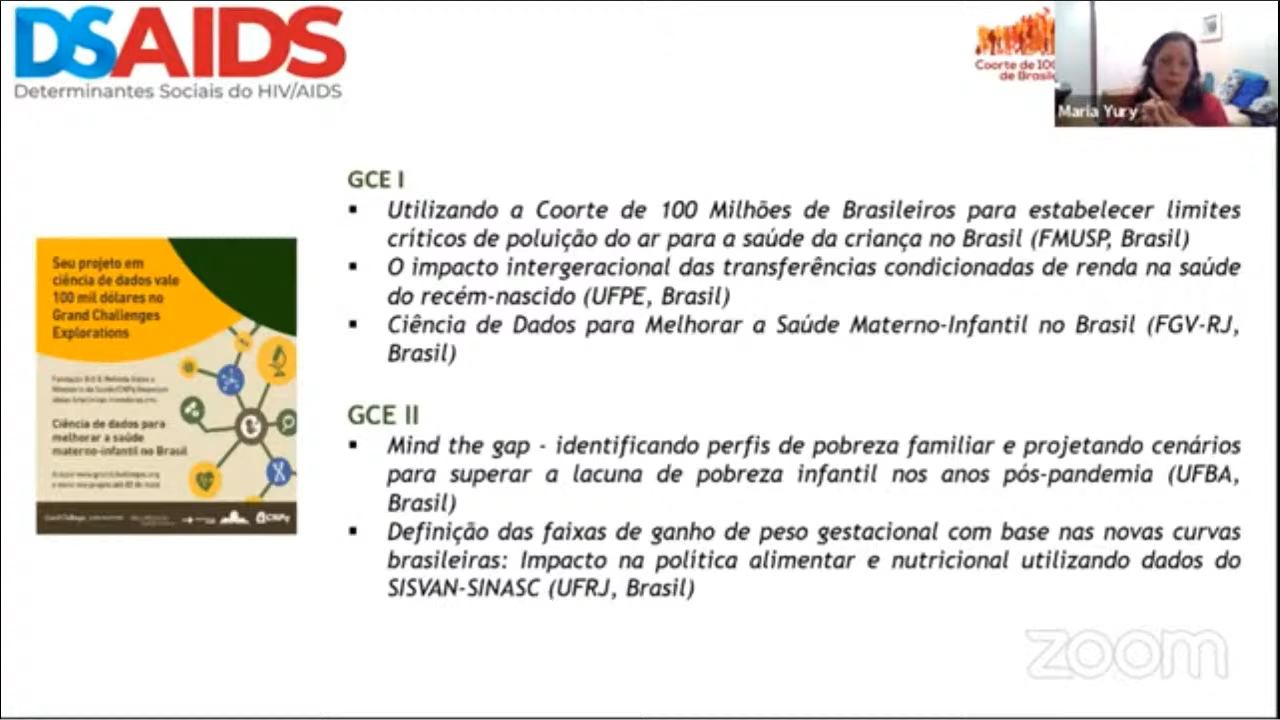 DSAIDS
Determinantes Sociais do HIV/AIDS
Coorte de 100
de Brasile
Maria Yury
GCE I
▪ Utilizando a Coorte de 100 Milhões de Brasileiros para estabelecer limites
críticos de poluição do ar para a saúde da criança no Brasil (FMUSP, Brasil)
▪ O impacto intergeracional das transferências condicionadas de renda na saúde
do recém-nascido (UFPE, Brasil)
▪ Ciência de Dados para Melhorar a Saúde Materno-Infantil no Brasil (FGV-RJ,
Brasil)
Seu projeto em
ciência de dados vale
100 mil dólares no
Grand Challenges
Explorations
Ciência de dados para
melhorar a saúde
materno-infantil no Brasil
GCE II
▪ Mind the gap - identificando perfis de pobreza familiar e projetando cenários
para superar a lacuna de pobreza infantil nos anos pós-pandemia (UFBA,
Brasil)
▪ Definição das faixas de ganho de peso gestacional com base nas novas curvas
brasileiras: Impacto na política alimentar e nutricional utilizando dados do
SISVAN-SINASC (UFRJ, Brasil)
zoom